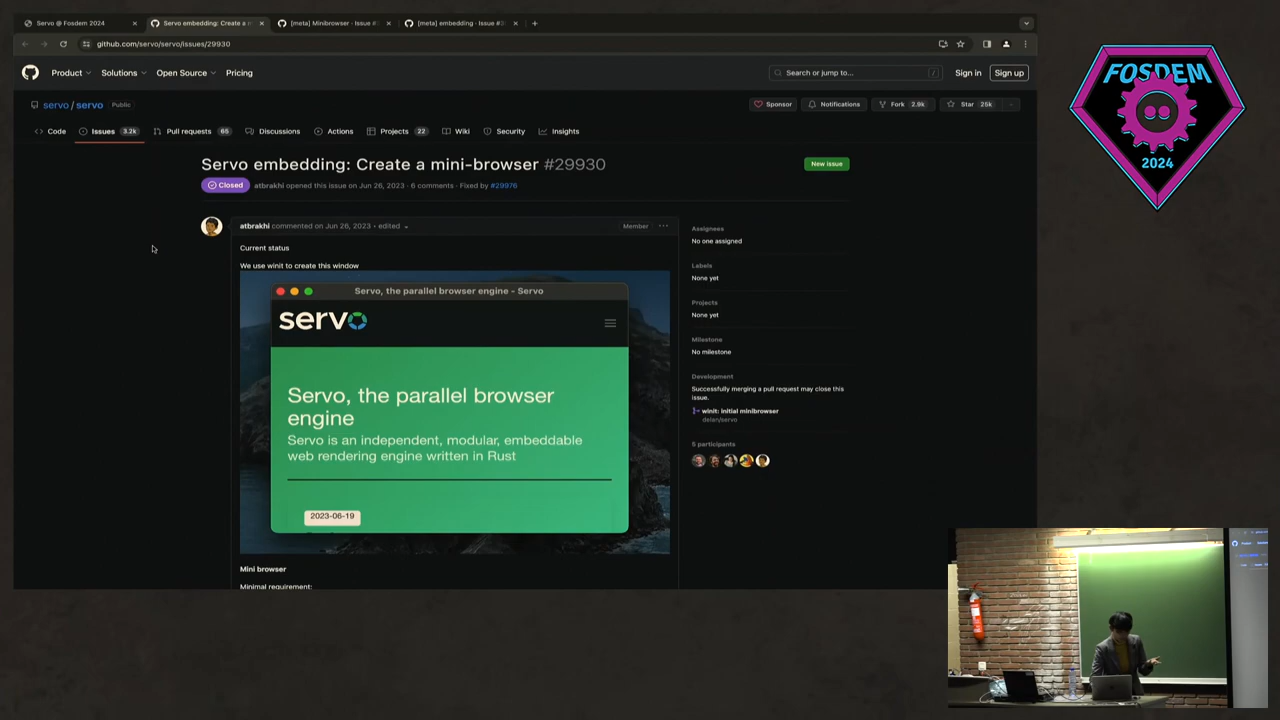 Servo @ Fosdem 2024
Servo embedding: Create a m
[meta] Minibrowser · Issue #
[meta] embedding · Issue #3
github.com/servo/servo/issues/29930
Product
Solutions
Open Source
Pricing
Search or jump to...
/
Sign in
Sign up
servo / servo
Public
Sponsor
Notifications
Fork 2.9k
Star 25k
Code
Issues 3.2k
Pull requests 65
Discussions
Actions
Projects 22
Wiki
Security
Insights
Servo embedding: Create a mini-browser #29930
New issue
Closed
atbrakhi opened this issue on Jun 26, 2023 · 6 comments · Fixed by #29976
atbrakhi commented on Jun 26, 2023 • edited
Member
Current status
We use winit to create this window
Servo, the parallel browser engine - Servo
servo
Servo, the parallel browser
engine
Servo is an independent, modular, embeddable
web rendering engine written in Rust
2023-06-19
Mini browser
Minimal requirement:
Assignees
No one assigned
Labels
None yet
Projects
None yet
Milestone
No milestone
Development
Successfully merging a pull request may close this
issue.
winit: initial minibrowser
delan/servo
5 participants
FOSDEM
2024